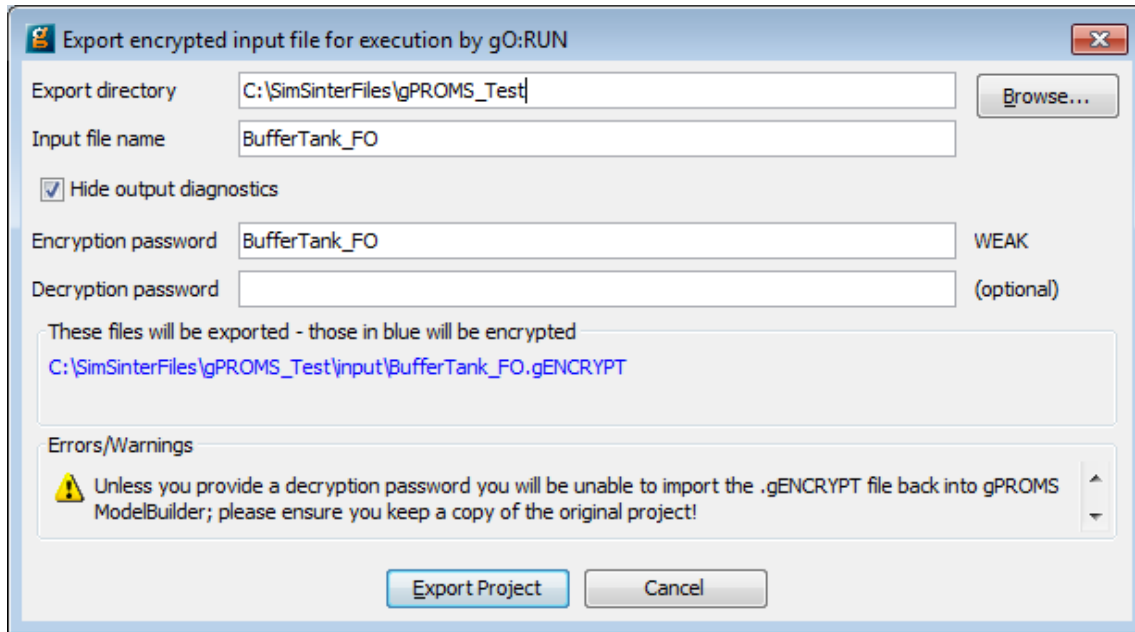 Export encrypted input file for execution by gO:RUN
Export directory C:\SimSinterFiles\gPROMS_Test Browse...
Input file name BufferTank_FO
Hide output diagnostics
Encryption password BufferTank_FO WEAK
Decryption password (optional)
These files will be exported - those in blue will be encrypted
C:\SimSinterFiles\gPROMS_Test\input\BufferTank_FO.gENCRYPT
Errors/Warnings
Unless you provide a decryption password you will be unable to import the .gENCRYPT file back into gPROMS
ModelBuilder; please ensure you keep a copy of the original project!
Export Project Cancel